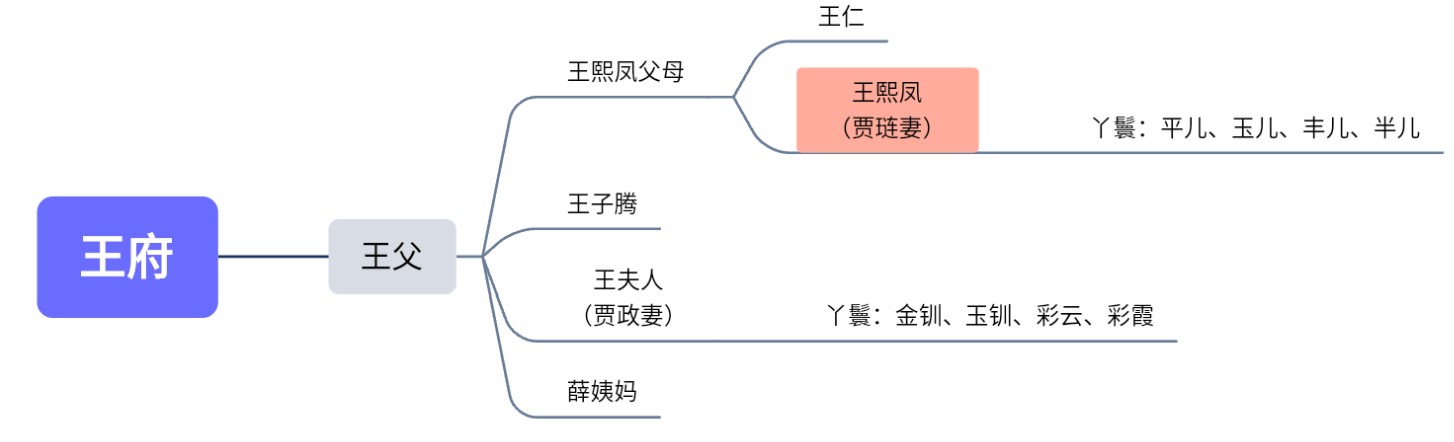 王府
王父
王熙凤父母
王仁
王熙凤
（贾琏妻）
丫鬟：平儿、玉儿、丰儿、半儿
王子腾
王夫人
（贾政妻）
丫鬟：金钏、玉钏、彩云、彩霞
薛姨妈